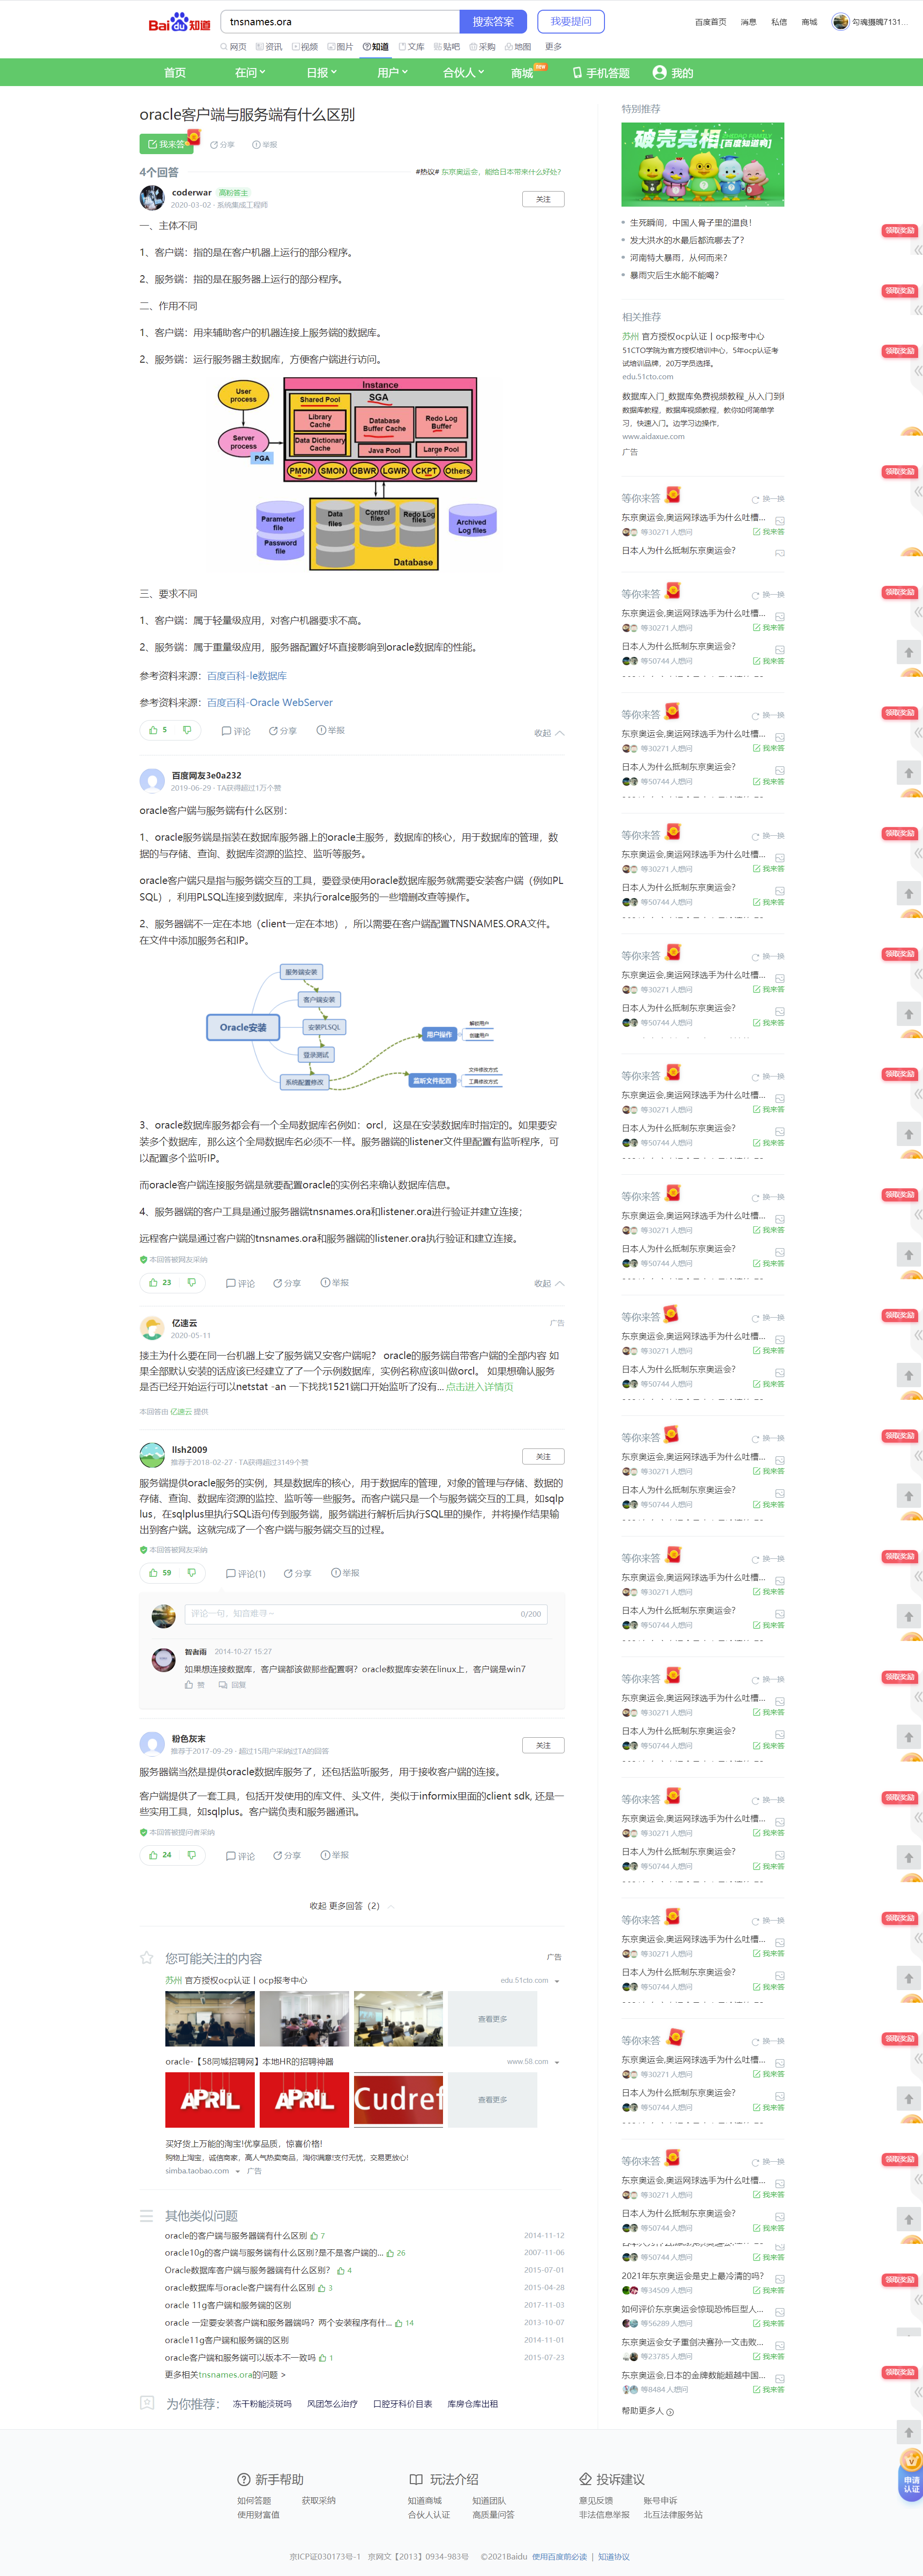 Bai du 知道
tnsnames.ora
搜索答案
我要提问
百度首页 消息 私信 商城 勾魂摄魄7131...
网页 资讯 视频 图片 知道 文库 贴吧 采购 地图 更多
首页 在问 日报 用户 合伙人 商城 new 手机答题 我的
oracle客户端与服务端有什么区别
我来答 分享 举报
4个回答
#热议# 东京奥运会，能给日本带来什么好处？
coderwar 高粉答主
2020-03-02 · 系统集成工程师
关注
一、主体不同
1、客户端：指的是在客户机器上运行的部分程序。
2、服务端：指的是在服务器上运行的部分程序。
二、作用不同
1、客户端：用来辅助客户的机器连接上服务端的数据库。
2、服务端：运行服务器主数据库，方便客户端进行访问。
Instance
User process
Shared Pool
SGA
Library Cache
Database Buffer Cache
Redo Log Buffer
Server process
Data Dictionary Cache
Java Pool
Large Pool
PGA
PMON SMON DBWR LGWR CKPT Others
Parameter file
Password file
Data files
Control files
Redo Log files
Archived Log files
Database
三、要求不同
1、客户端：属于轻量级应用，对客户机器要求不高。
2、服务端：属于重量级应用，服务器配置好坏直接影响到oracle数据库的性能。
参考资料来源：百度百科-le数据库
参考资料来源：百度百科-Oracle WebServer
5 评论 分享 举报 收起
百度网友3e0a232
2019-06-29 · TA获得超过1万个赞
oracle客户端与服务端有什么区别：
1、oracle服务端是指装在数据库服务器上的oracle主服务，数据库的核心，用于数据库的管理，数
据的与存储、查询、数据库资源的监控、监听等服务。
oracle客户端只是指与服务端交互的工具，要登录使用oracle数据库服务就需要安装客户端（例如PL
SQL），利用PLSQL连接到数据库，来执行oralce服务的一些增删改查等操作。
2、服务器端不一定在本地（client一定在本地），所以需要在客户端配置TNSNAMES.ORA文件。
在文件中添加服务名和IP。
服务端安装
客户端安装
Oracle安装
安装PLSQL
登录测试
系统配置修改
用户操作
解锁用户
创建用户
监听文件配置
文件修改方式
工具修改方式
3、oracle数据库服务都会有一个全局数据库名例如：orcl，这是在安装数据库时指定的。如果要安
装多个数据库，那么这个全局数据库名必须不一样。服务器端的listener文件里配置有监听程序，可
以配置多个监听IP。
而oracle客户端连接服务端是就要配置oracle的实例名来确认数据库信息。
4、服务器端的客户工具是通过服务器端tnsnames.ora和listener.ora进行验证并建立连接；
远程客户端是通过客户端的tnsnames.ora和服务器端的listener.ora执行验证和建立连接。
本回答被网友采纳
23 评论 分享 举报 收起
亿速云
2020-05-11
广告
搂主为什么要在同一台机器上安了服务端又安客户端呢？ oracle的服务端自带客户端的全部内容 如
果全部默认安装的话应该已经建立了了一个示例数据库，实例名称应该叫做orcl。 如果想确认服务
是否已经开始运行可以netstat -an 一下找找1521端口开始监听了没有... 点击进入详情页
本回答由 亿速云 提供
llsh2009
推荐于2018-02-27 · TA获得超过3149个赞
关注
服务端提供oracle服务的实例，其是数据库的核心，用于数据库的管理，对象的管理与存储、数据的
存储、查询、数据库资源的监控、监听等一些服务。而客户端只是一个与服务端交互的工具，如sqlp
lus，在sqlplus里执行SQL语句传到服务端，服务端进行解析后执行SQL里的操作，并将操作结果输
出到客户端。这就完成了一个客户端与服务端交互的过程。
本回答被网友采纳
59 评论(1) 分享 举报
评论一句，知音难寻~ 0/200
智者雨 2014-10-27 15:27
如果想连接数据库，客户端都该做那些配置啊？oracle数据库安装在linux上，客户端是win7
赞 回复
粉色灰末
推荐于2017-09-29 · 超过15用户采纳过TA的回答
关注
服务器端当然是提供oracle数据库服务了，还包括监听服务，用于接收客户端的连接。
客户端提供了一套工具，包括开发使用的库文件、头文件，类似于informix里面的client sdk, 还是一
些实用工具，如sqlplus。客户端负责和服务器通讯。
本回答被提问者采纳
24 评论 分享 举报
收起 更多回答（2）
您可能关注的内容 广告
苏州 官方授权ocp认证 | ocp报考中心 edu.51cto.com
查看更多
oracle-【58同城招聘网】本地HR的招聘神器 www.58.com
APRIL APRIL Cudref 查看更多
买好货上万能的淘宝!优享品质，惊喜价格!
购物上淘宝，诚信商家，高人气热卖商品，淘你满意!支付无忧，交易更放心!
simba.taobao.com 广告
其他类似问题
oracle的客户端与服务器端有什么区别 7 2014-11-12
oracle10g的客户端与服务端有什么区别?是不是客户端的... 26 2007-11-06
Oracle数据库客户端与服务器端有什么区别？ 4 2015-07-01
oracle数据库与oracle客户端有什么区别 3 2015-04-28
oracle 11g客户端和服务端的区别 2017-11-03
oracle 一定要安装客户端和服务器端吗？两个安装程序有什... 14 2013-10-07
oracle11g客户端和服务端的区别 2014-11-01
oracle客户端和服务端可以版本不一致吗 1 2015-07-23
更多相关tnsnames.ora的问题 >
为你推荐： 冻干粉能淡斑吗 风团怎么治疗 口腔牙科价目表 库房仓库出租
特别推荐
破壳亮相
百度知道鸭
生死瞬间，中国人骨子里的温良！
发大洪水的水最后都流哪去了？
河南特大暴雨，从何而来？
暴雨灾后生水能不能喝？
相关推荐
苏州 官方授权ocp认证 | ocp报考中心
51CTO学院为官方授权培训中心，5年ocp认证考
试培训品牌，20万学员选择。
edu.51cto.com
数据库入门_数据库免费视频教程_从入门到
数据库教程，数据库视频教程，教你如何简单学
习，快速入门。边学习边操作，
www.aidaxue.com
广告
等你来答 换一换
东京奥运会,奥运网球选手为什么吐槽...
等30271人想问 我来答
日本人为什么抵制东京奥运会？
等50744人想问 我来答
2021年东京奥运会是史上最冷清的吗？
等34509人想问 我来答
如何评价东京奥运会惊现恐怖巨型人...
等56289人想问 我来答
东京奥运会女子重剑决赛孙一文击败...
等23785人想问 我来答
东京奥运会,日本的金牌数能超越中国...
等8484人想问 我来答
帮助更多人
领取奖励
申请认证
新手帮助 玩法介绍 投诉建议
如何答题 获取采纳 知道商城 知道团队 意见反馈 账号申诉
使用财富值 合伙人认证 高质量问答 非法信息举报 北互法律服务站
京ICP证030173号-1 京网文【2013】0934-983号 ©2021Baidu 使用百度前必读 | 知道协议